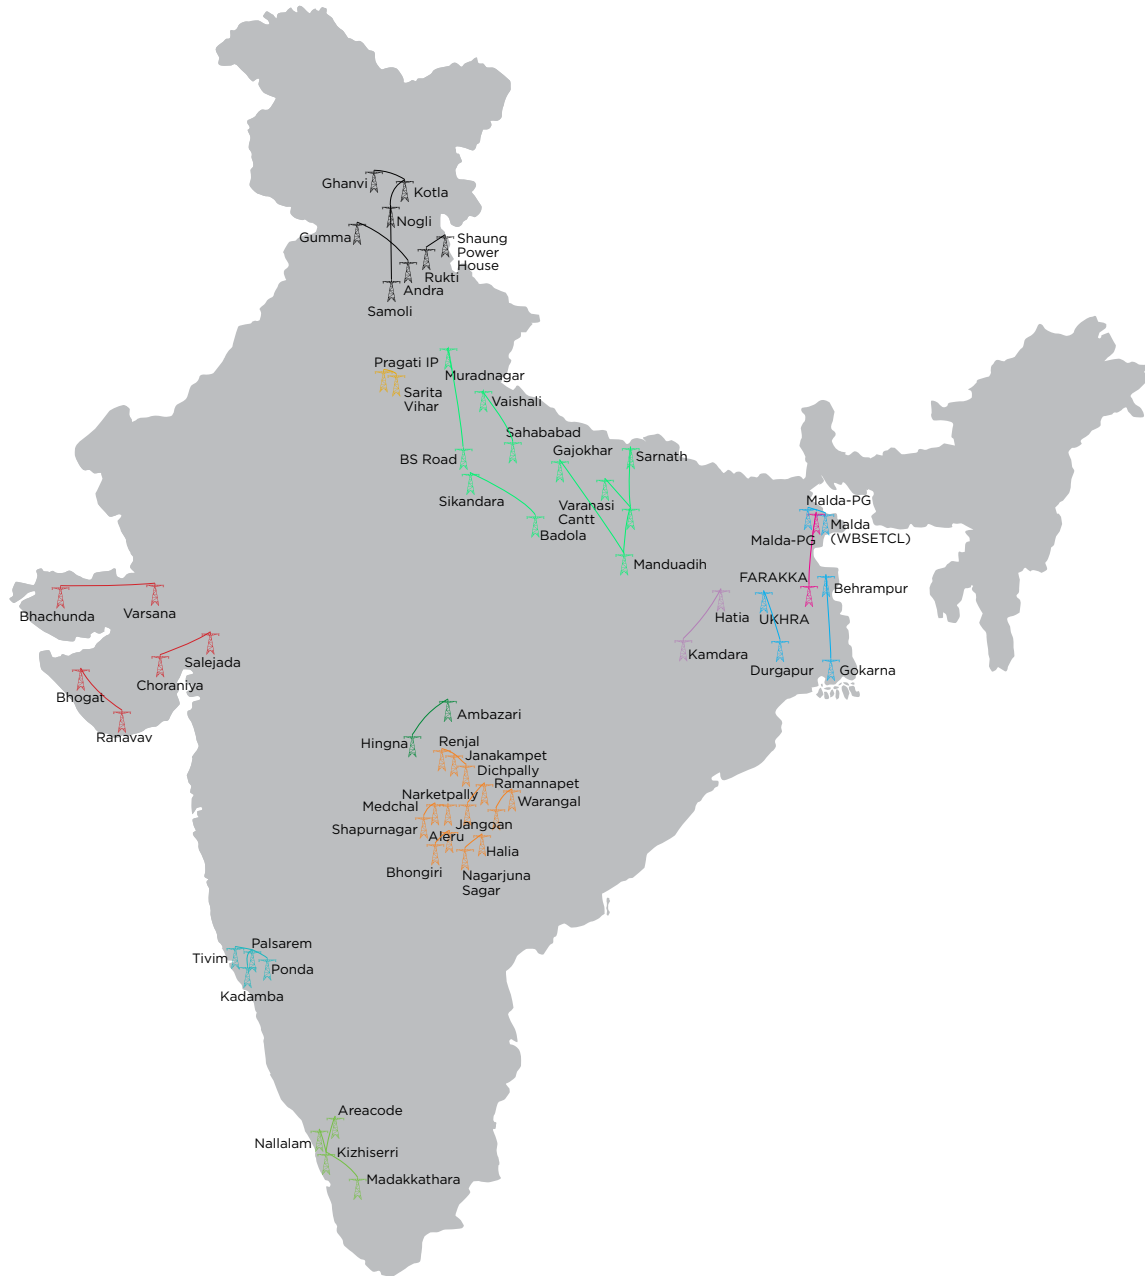 Ghanvi
Kotla
Nogli
Gumma
Shaung
Power
House
Rukti
Andra
Samoli
Pragati IP
Muradnagar
Sarita
Vihar
Vaishali
Sahababad
BS Road
Gajokhar
Sarnath
Sikandara
Varanasi
Cantt
Badola
Manduadih
Malda-PG
Malda
(WBSETCL)
Malda-PG
FARAKKA
Behrampur
Bhachunda
Varsana
Hatia
UKHRA
Kamdara
Durgapur
Gokarna
Salejada
Choraniya
Bhogat
Ranavav
Ambazari
Hingna
Renjal
Janakampet
Dichpally
Ramannapet
Narketpally
Warangal
Medchal
Shapurnagar
Jangoan
Aleru
Halia
Bhongiri
Nagarjuna
Sagar
Palsarem
Tivim
Ponda
Kadamba
Areacode
Nallalam
Kizhiserri
Madakkathara